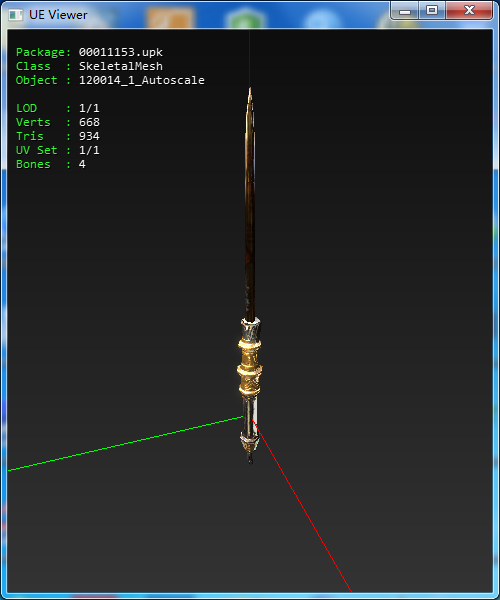 UE Viewer
Package: 00011153.upk
Class : SkeletalMesh
Object : 120014_1_Autoscale
LOD : 1/1
Verts : 668
Tris : 934
UV Set : 1/1
Bones : 4